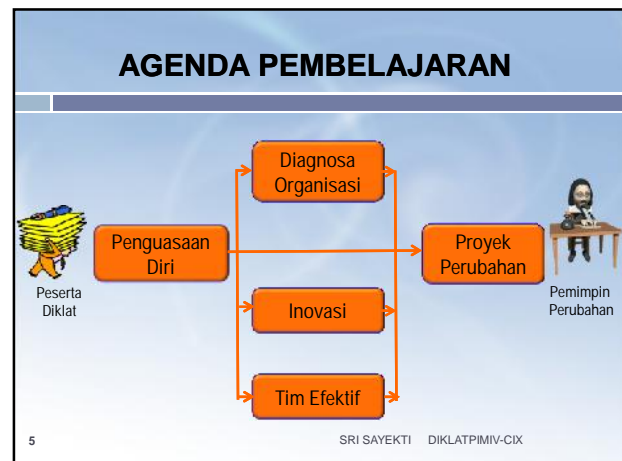 AGENDA PEMBELAJARAN
Diagnosa
Organisasi
Penguasaan
Diri
Proyek
Perubahan
Peserta
Diklat
Inovasi
Pemimpin
Perubahan
Tim Efektif
5
SRI SAYEKTI DIKLATPIMIV-CIX